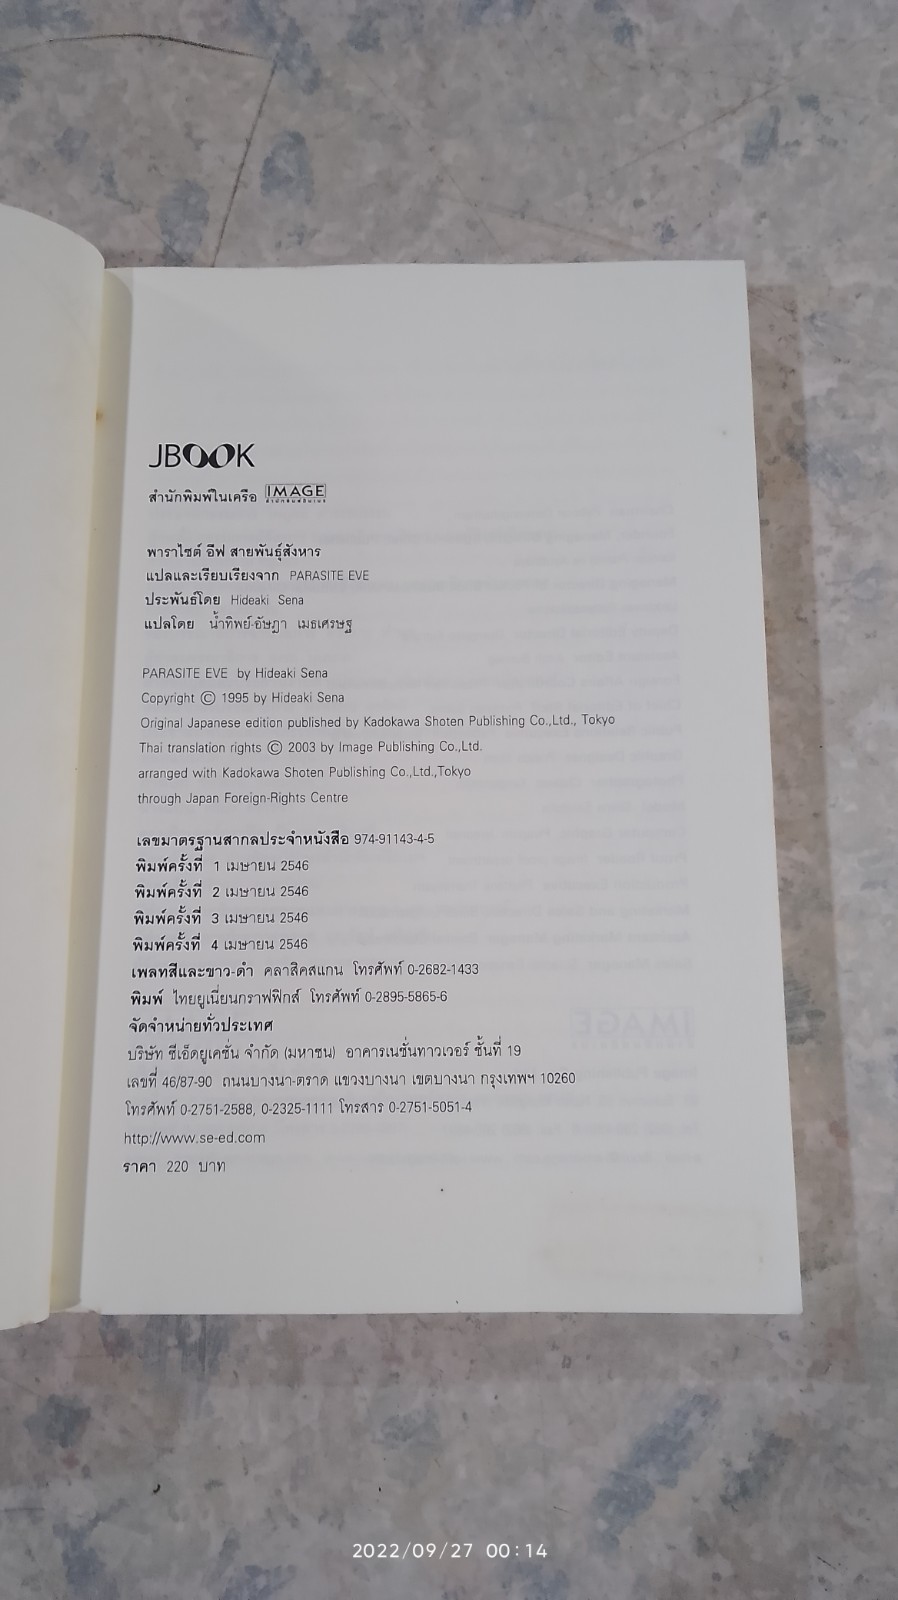 JBOOK
สำนักพิมพ์ในเครือ IMAGE
พาราไซต์ อีฟ สายพันธุ์สังหาร
แปลและเรียบเรียงจาก PARASITE EVE
ประพันธ์โดย Hideaki Sena
แปลโดย น้ำทิพย์-อัษฎา เมธเศรษฐ
PARASITE EVE by Hideaki Sena
Copyright © 1995 by Hideaki Sena
Original Japanese edition published by Kadokawa Shoten Publishing Co.,Ltd., Tokyo
Thai translation rights © 2003 by Image Publishing Co.,Ltd.
arranged with Kadokawa Shoten Publishing Co.,Ltd.,Tokyo
through Japan Foreign-Rights Centre
เลขมาตรฐานสากลประจำหนังสือ 974-91143-4-5
พิมพ์ครั้งที่ 1 เมษายน 2546
พิมพ์ครั้งที่ 2 เมษายน 2546
พิมพ์ครั้งที่ 3 เมษายน 2546
พิมพ์ครั้งที่ 4 เมษายน 2546
เพลทสีและขาว-ดำ คลาสิคสแกน โทรศัพท์ 0-2682-1433
พิมพ์ ไทยยูเนี่ยนกราฟฟิกส์ โทรศัพท์ 0-2895-5865-6
จัดจำหน่ายทั่วประเทศ
บริษัท ซีเอ็ดยูเคชั่น จำกัด (มหาชน) อาคารเนชั่นทาวเวอร์ ชั้นที่ 19
เลขที่ 46/87-90 ถนนบางนา-ตราด แขวงบางนา เขตบางนา กรุงเทพฯ 10260
โทรศัพท์ 0-2751-2588, 0-2325-1111 โทรสาร 0-2751-5051-4
http://www.se-ed.com
ราคา 220 บาท
2022/09/27 00:14